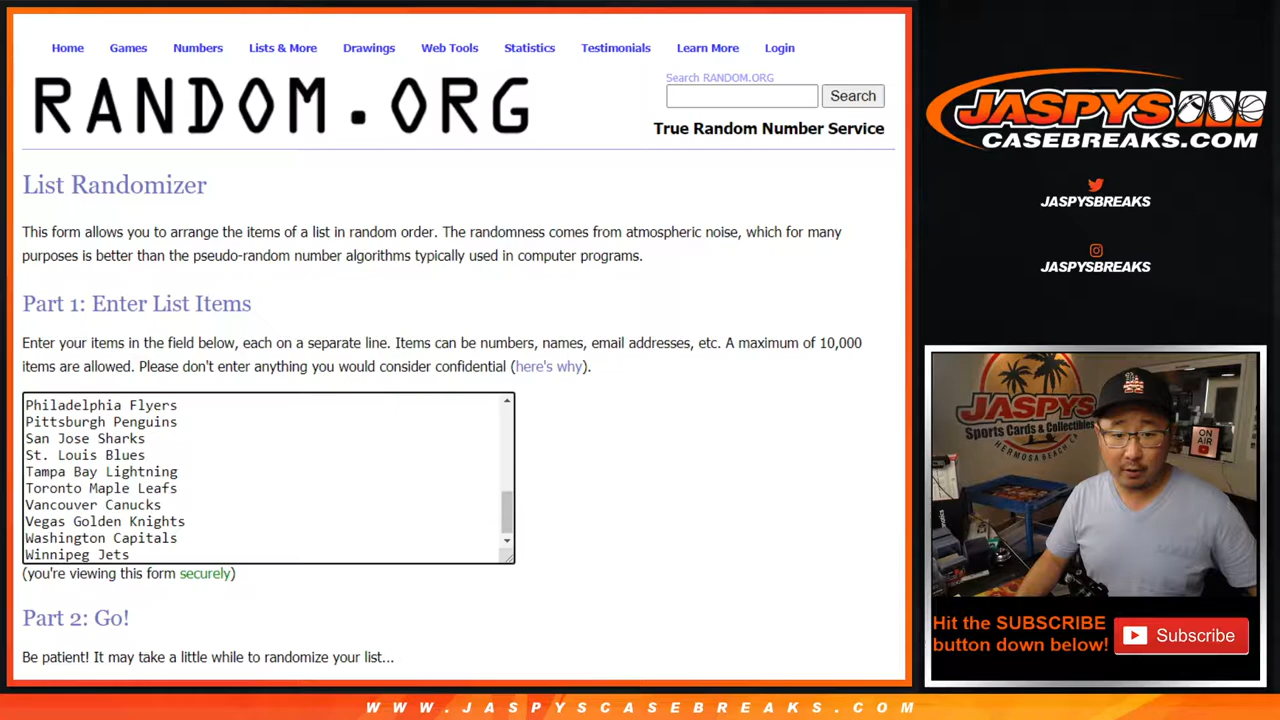 Home Games Numbers Lists & More Drawings Web Tools Statistics Testimonials Learn More Login
RANDOM.ORG
Search RANDOM.ORG
Search
True Random Number Service
List Randomizer
This form allows you to arrange the items of a list in random order. The randomness comes from atmospheric noise, which for many
purposes is better than the pseudo-random number algorithms typically used in computer programs.
Part 1: Enter List Items
Enter your items in the field below, each on a separate line. Items can be numbers, names, email addresses, etc. A maximum of 10,000
items are allowed. Please don't enter anything you would consider confidential (here's why).
Philadelphia Flyers
Pittsburgh Penguins
San Jose Sharks
St. Louis Blues
Tampa Bay Lightning
Toronto Maple Leafs
Vancouver Canucks
Vegas Golden Knights
Washington Capitals
Winnipeg Jets
(you're viewing this form securely)
Part 2: Go!
Be patient! It may take a little while to randomize your list...
JASPYS
CASEBREAKS.COM
JASPYSBREAKS
JASPYSBREAKS
JASPYS
Sports Cards & Collectibles
HERMOSA BEACH, CA
ON
AIR
Hit the SUBSCRIBE
button down below!
Subscribe
WWW.JASPYSCASEBREAKS.COM